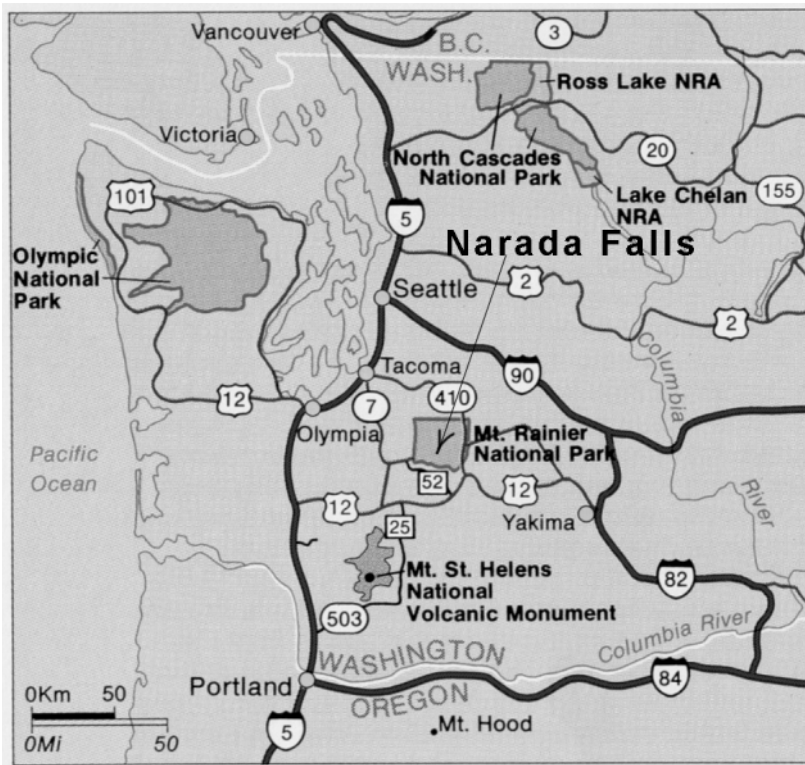 Vancouver
B.C.
WASH.
3
Ross Lake NRA
Victoria
North Cascades
National Park
20
Lake Chelan
NRA
155
101
5
Narada Falls
Olympic
National
Park
2
Seattle
2
Columbia
Tacoma
90
12
7
410
Olympia
Mt. Rainier
National Park
Pacific
Ocean
52
12
12
Yakima
River
25
Mt. St. Helens
National
Volcanic Monument
82
503
WASHINGTON
Columbia River
Portland
OREGON
84
0Km 50
0Mi 50
5
Mt. Hood